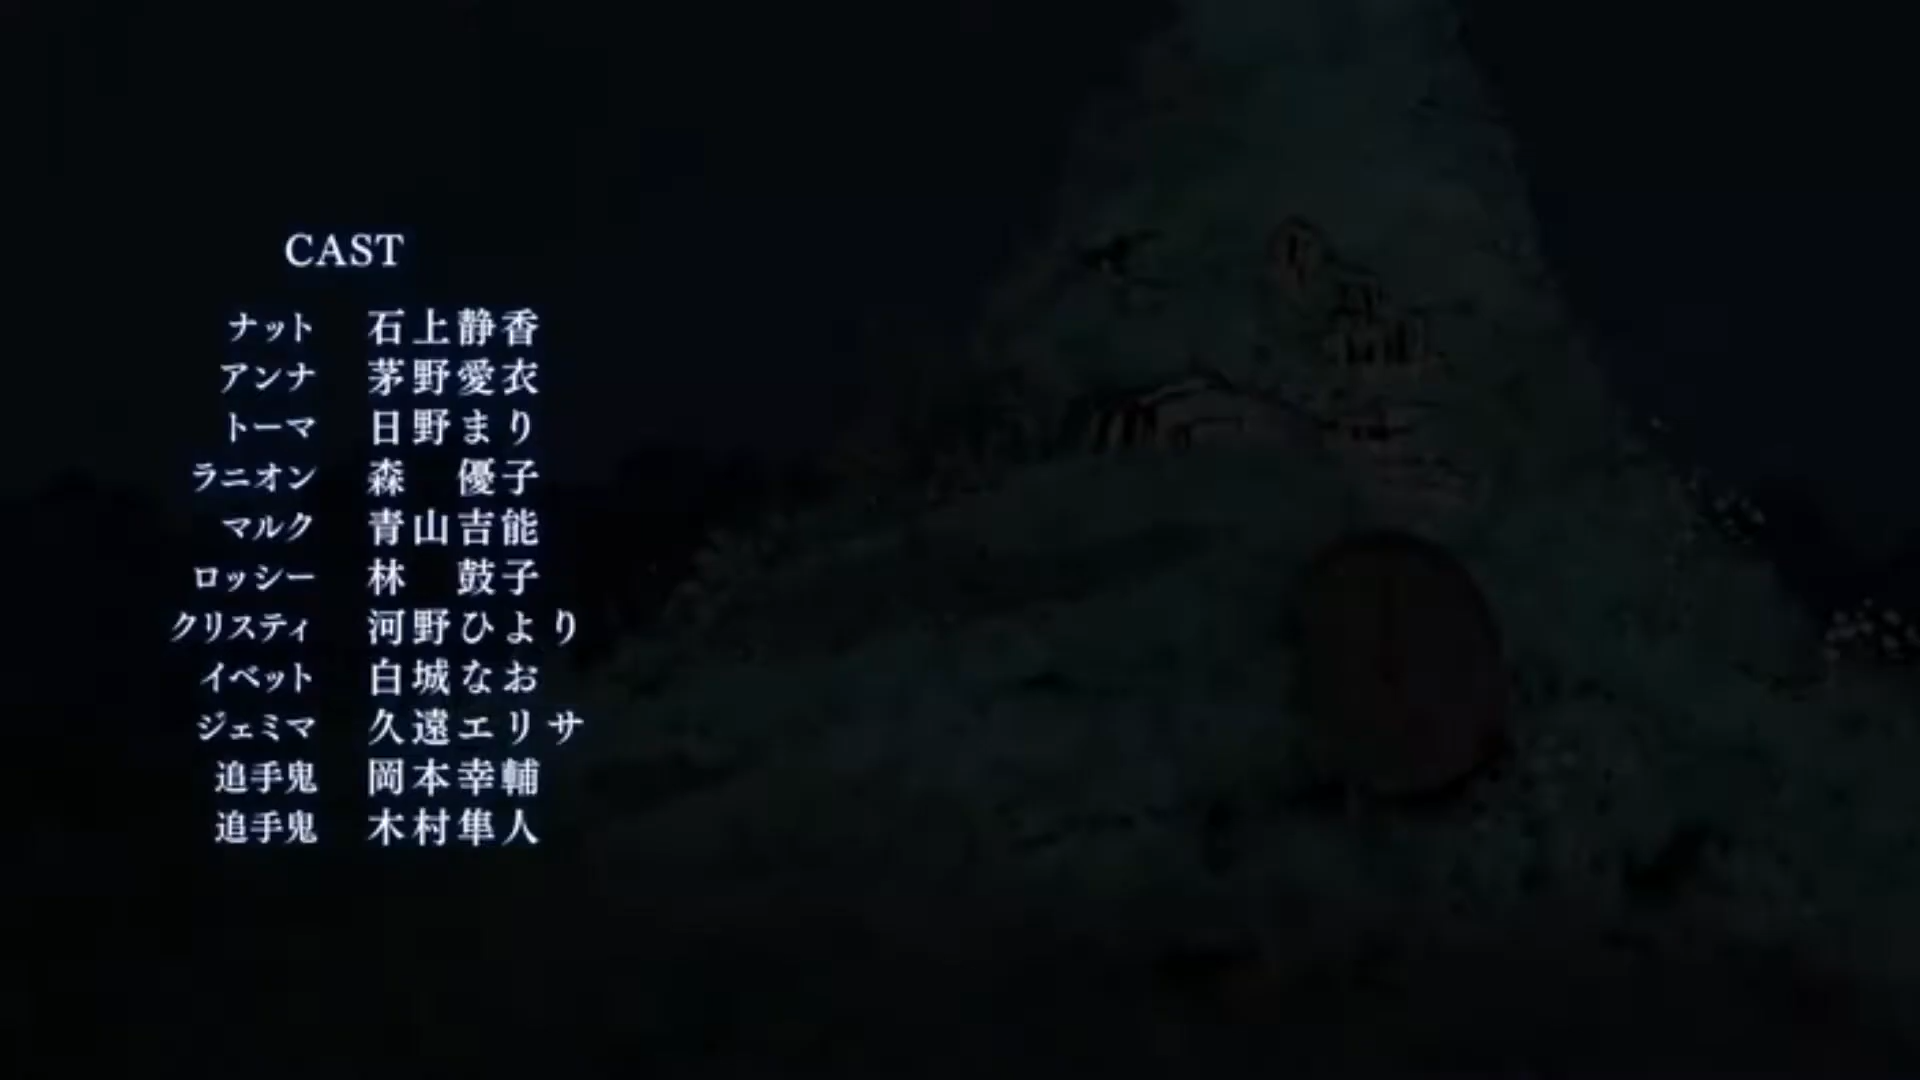 CAST
ナット 石上静香
アンナ 茅野愛衣
トーマ 日野まり
ラニオン 森 優子
マルク 青山吉能
ロッシー 林 鼓子
クリスティ 河野ひより
イベット 白城なお
ジェミマ 久遠エリサ
追手鬼 岡本幸輔
追手鬼 木村隼人